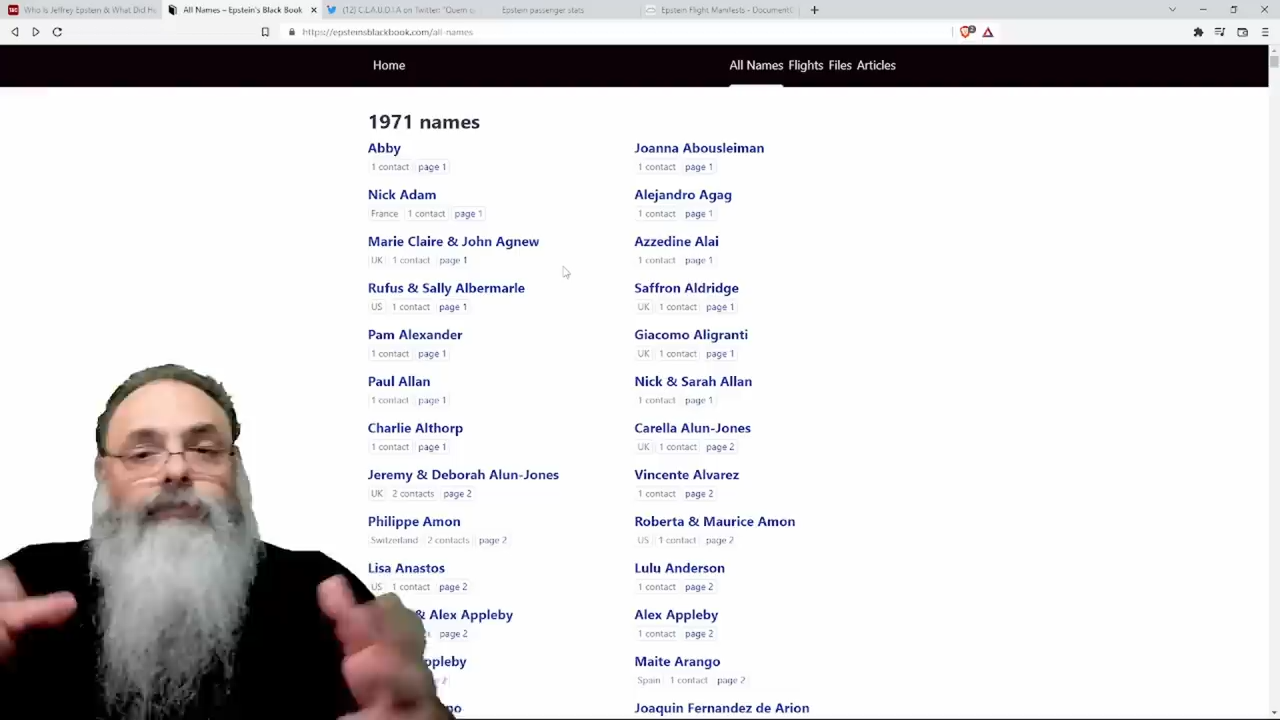 Who Is Jeffrey Epstein & What Did He
All Names – Epstein's Black Book
(12) C.L.A.U.D.I.A on Twitter "Quem o
Epstein passenger stats
Epstein Flight Manifests - DocumentC
https://epsteinsblackbook.com/all-names
Home
All Names Flights Files Articles
1971 names
Abby
1 contact page 1
Joanna Abousleiman
1 contact page 1
Nick Adam
France 1 contact page 1
Alejandro Agag
1 contact page 1
Marie Claire & John Agnew
UK 1 contact page 1
Azzedine Alai
1 contact page 1
Rufus & Sally Albermarle
US 1 contact page 1
Saffron Aldridge
UK 1 contact page 1
Pam Alexander
1 contact page 1
Giacomo Aligranti
UK 1 contact page 1
Paul Allan
1 contact page 1
Nick & Sarah Allan
1 contact page 1
Charlie Althorp
1 contact page 1
Carella Alun-Jones
UK 1 contact page 2
Jeremy & Deborah Alun-Jones
UK 2 contacts page 2
Vincente Alvarez
1 contact page 2
Philippe Amon
Switzerland 2 contacts page 2
Roberta & Maurice Amon
US 1 contact page 2
Lisa Anastos
US 1 contact page 2
Lulu Anderson
1 contact page 2
& Alex Appleby
page 2
Alex Appleby
1 contact page 2
Maite Arango
Spain 1 contact page 2
Joaquin Fernandez de Arion